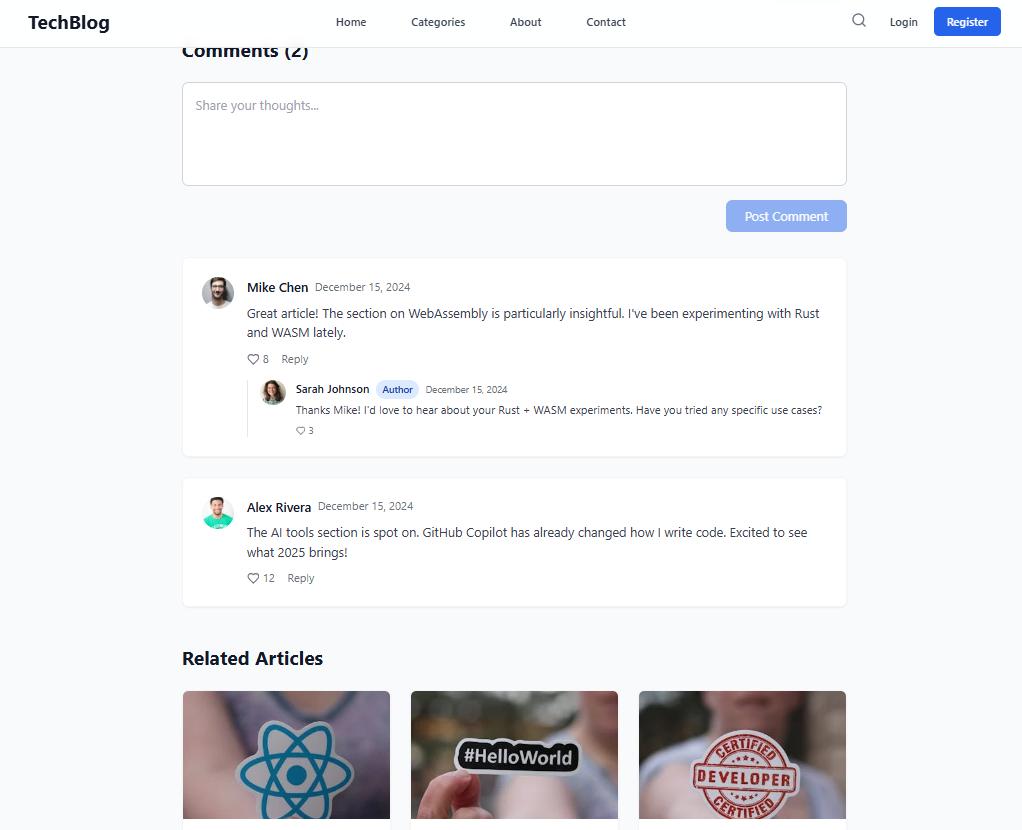 TechBlog
Home
Categories
About
Contact
Login
Register
Comments (2)
Share your thoughts...
Post Comment
Mike Chen
December 15, 2024
Great article! The section on WebAssembly is particularly insightful. I've been experimenting with Rust
and WASM lately.
8
Reply
Sarah Johnson
Author
December 15, 2024
Thanks Mike! I'd love to hear about your Rust + WASM experiments. Have you tried any specific use cases?
3
Alex Rivera
December 15, 2024
The AI tools section is spot on. GitHub Copilot has already changed how I write code. Excited to see
what 2025 brings!
12
Reply
Related Articles
#HelloWorld
CERTIFIED
DEVELOPER
CERTIFIED